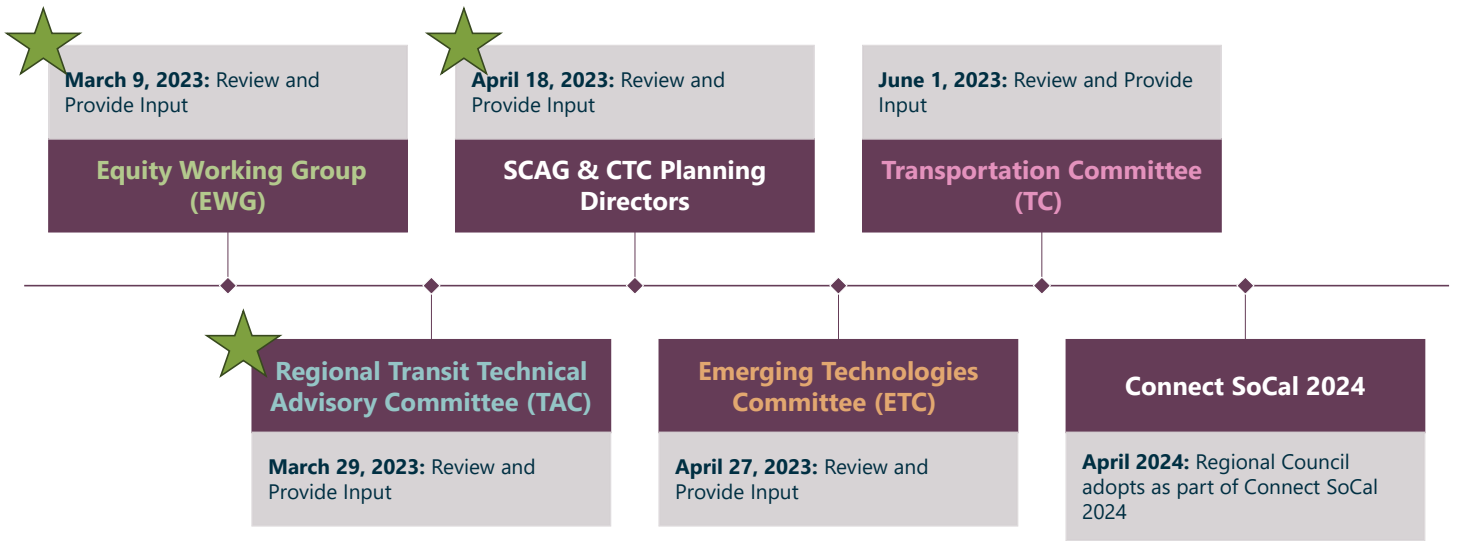 March 9, 2023: Review and
Provide Input
Equity Working Group
(EWG)
April 18, 2023: Review and
Provide Input
SCAG & CTC Planning
Directors
June 1, 2023: Review and Provide
Input
Transportation Committee
(TC)
Regional Transit Technical
Advisory Committee (TAC)
March 29, 2023: Review and
Provide Input
Emerging Technologies
Committee (ETC)
April 27, 2023: Review and
Provide Input
Connect SoCal 2024
April 2024: Regional Council
adopts as part of Connect SoCal
2024